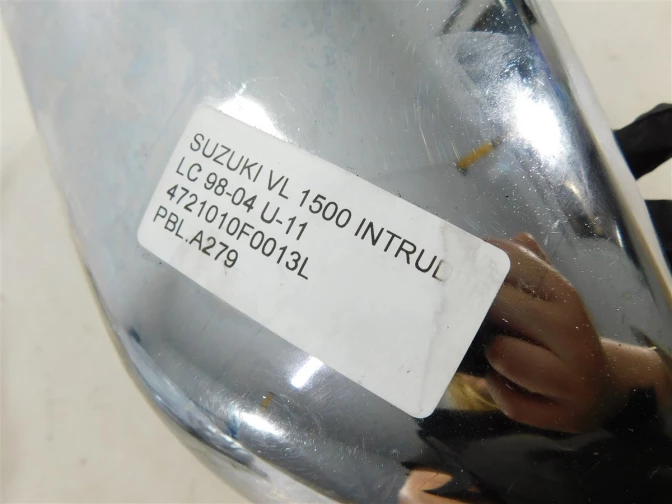 SUZUKI VL 1500 INTRUD
LC 98-04 U-11
4721010F0013L
PBL.A279